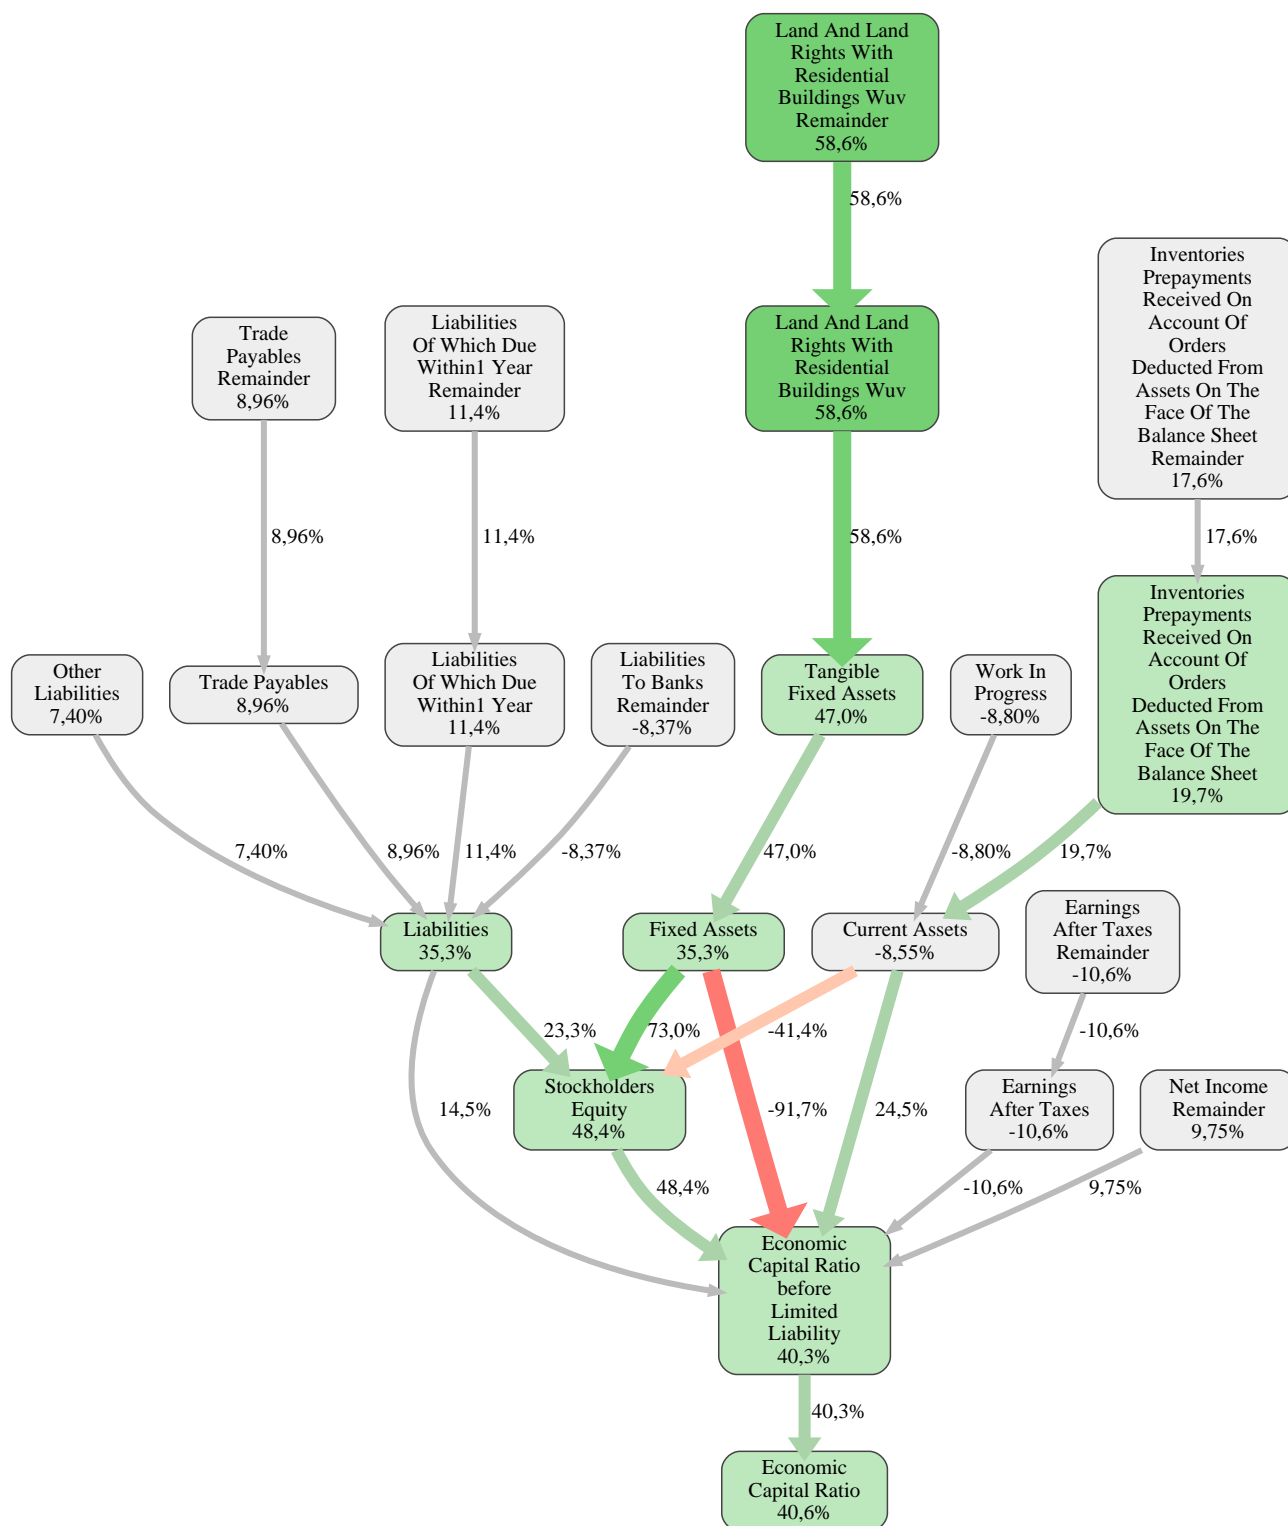 Land And Land
Rights With
Residential
Buildings Wuv
Remainder
58,6%
58,6%
Inventories
Prepayments
Received On
Account Of
Orders
Deducted From
Assets On The
Face Of The
Balance Sheet
Remainder
17,6%
Trade
Payables
Remainder
8,96%
Liabilities
Of Which Due
Within1 Year
Remainder
11,4%
Land And Land
Rights With
Residential
Buildings Wuv
58,6%
8,96%
11,4%
58,6%
17,6%
Other
Liabilities
7,40%
Trade Payables
8,96%
Liabilities
Of Which Due
Within1 Year
11,4%
Liabilities
To Banks
Remainder
-8,37%
Tangible
Fixed Assets
47,0%
Work In
Progress
-8,80%
Inventories
Prepayments
Received On
Account Of
Orders
Deducted From
Assets On The
Face Of The
Balance Sheet
19,7%
7,40%
8,96%
11,4%
-8,37%
47,0%
-8,80%
19,7%
Liabilities
35,3%
Fixed Assets
35,3%
Current Assets
-8,55%
Earnings
After Taxes
Remainder
-10,6%
23,3%
73,0%
-41,4%
-10,6%
Stockholders
Equity
48,4%
Earnings
After Taxes
-10,6%
Net Income
Remainder
9,75%
14,5%
-91,7%
24,5%
48,4%
-10,6%
9,75%
Economic
Capital Ratio
before
Limited
Liability
40,3%
40,3%
Economic
Capital Ratio
40,6%